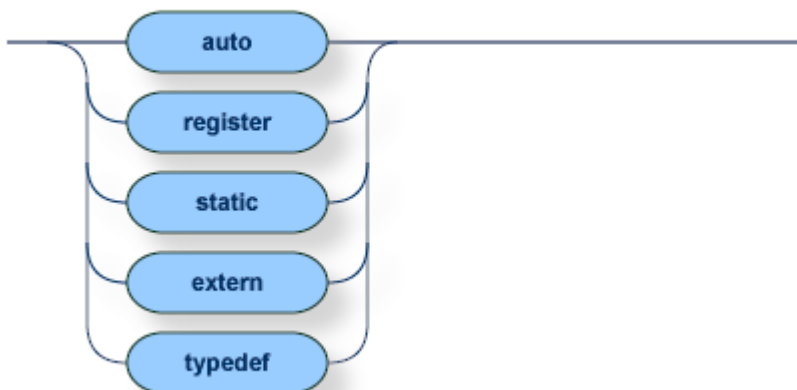 auto
register
static
extern
typedef